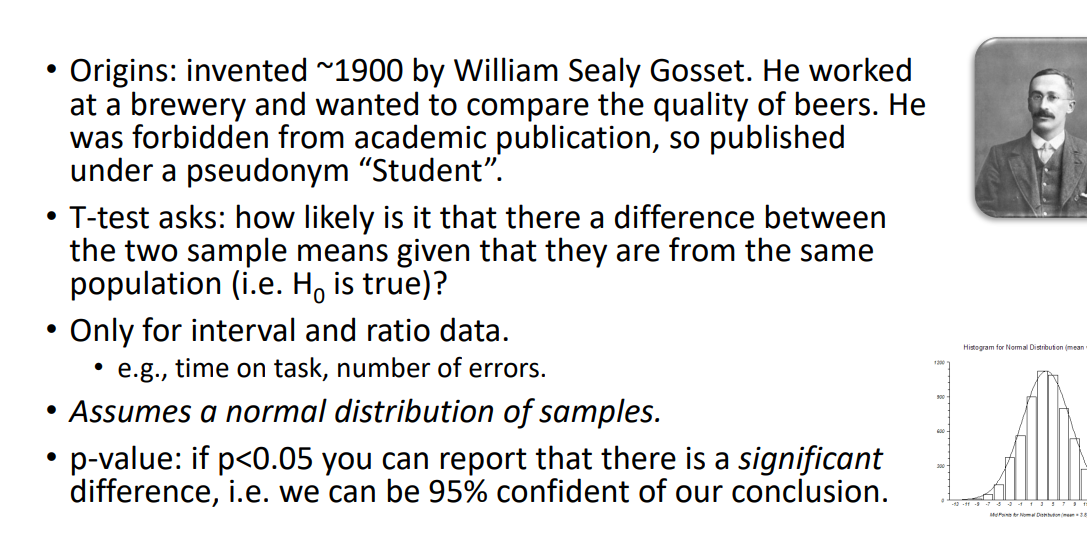 • Origins: invented ~1900 by William Sealy Gosset. He worked
at a brewery and wanted to compare the quality of beers. He
was forbidden from academic publication, so published
under a pseudonym “Student”.
• T-test asks: how likely is it that there a difference between
the two sample means given that they are from the same
population (i.e. H₀ is true)?
• Only for interval and ratio data.
• e.g., time on task, number of errors.
• Assumes a normal distribution of samples.
• p-value: if p<0.05 you can report that there is a significant
difference, i.e. we can be 95% confident of our conclusion.
Histogram for Normal Distribution (mean
1200
900
600
300
0
-12 -11 -9 -7 -5 -3 -1 1 3 5 7 9 11
Mid Points for Normal Distribution (mean = 3